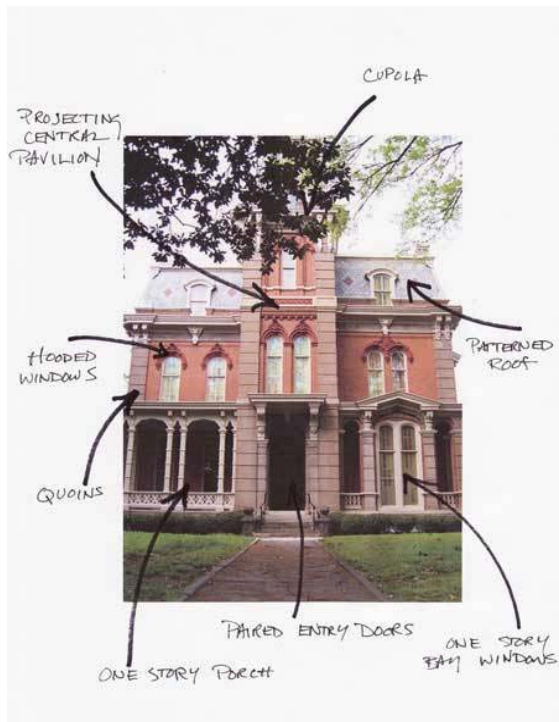 CUPOLA
PROJECTING
CENTRAL
PAVILION
HOODED
WINDOWS
PATTERNED
ROOF
QUOINS
PAIRED ENTRY DOORS
ONE STORY
BAY WINDOWS
ONE STORY PORCH